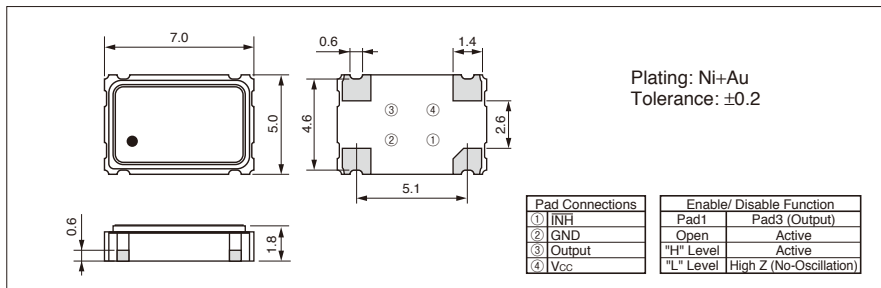 7.0
5.0
0.6
1.8
0.6
1.4
4.6
2.6
③ ④
② ①
5.1
Plating: Ni+Au
Tolerance: ±0.2
Pad Connections
① I̅N̅H̅
② GND
③ Output
④ Vcc
Enable/ Disable Function
Pad1 Pad3 (Output)
Open Active
"H" Level Active
"L" Level High Z (No-Oscillation)